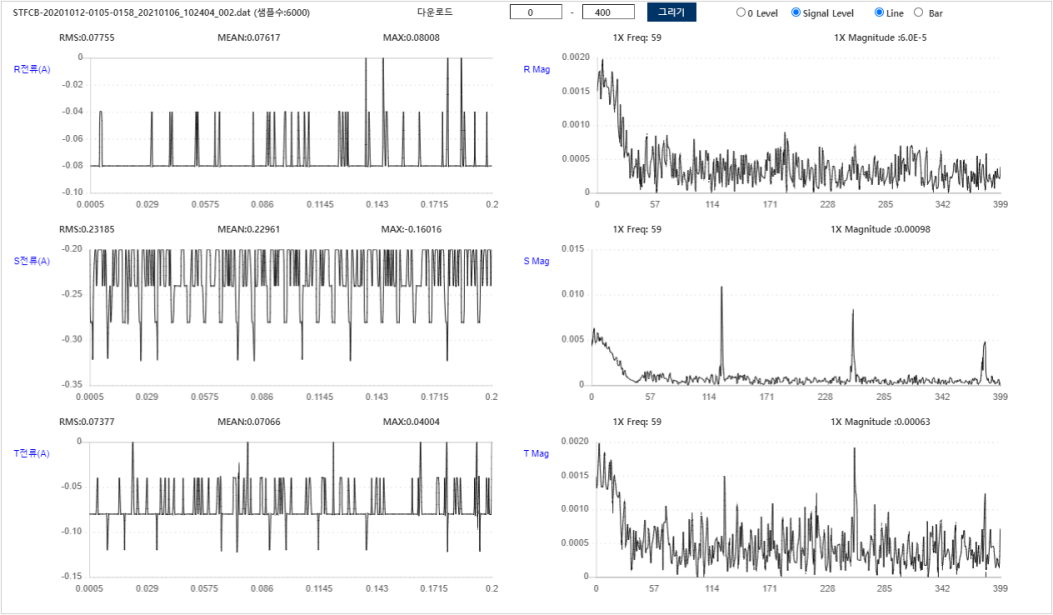 STFCB-20201012-0105-0158_20210106_102404_002.dat (샘플수:6000) 다운로드 0 - 400 그리기 0 Level Signal Level Line Bar
RMS:0.07755 MEAN:0.07617 MAX:0.08008 1X Freq: 59 1X Magnitude :6.0E-5
R전류(A) R Mag
0 -0.02 -0.04 -0.06 -0.08 -0.10
0.0005 0.029 0.0575 0.086 0.1145 0.143 0.1715 0.2
0.0020 0.0015 0.0010 0.0005 0
0 57 114 171 228 285 342 399
RMS:0.23185 MEAN:0.22961 MAX:-0.16016 1X Freq: 59 1X Magnitude :0.00098
S전류(A) S Mag
-0.20 -0.25 -0.30 -0.35
0.0005 0.029 0.0575 0.086 0.1145 0.143 0.1715 0.2
0.015 0.010 0.005 0
0 57 114 171 228 285 342 399
RMS:0.07377 MEAN:0.07066 MAX:0.04004 1X Freq: 59 1X Magnitude :0.00063
T전류(A) T Mag
0 -0.05 -0.10 -0.15
0.0005 0.029 0.0575 0.086 0.1145 0.143 0.1715 0.2
0.0020 0.0015 0.0010 0.0005 0
0 57 114 171 228 285 342 399